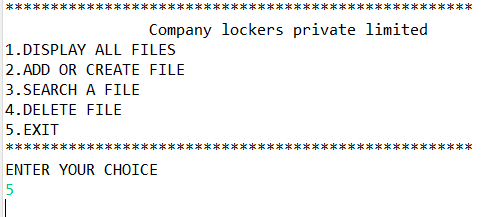 *******************************************************
Company lockers private limited
1.DISPLAY ALL FILES
2.ADD OR CREATE FILE
3.SEARCH A FILE
4.DELETE FILE
5.EXIT
*******************************************************
ENTER YOUR CHOICE
5